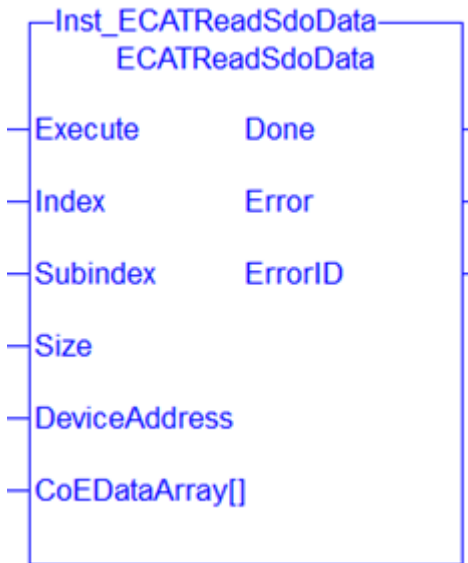 Inst_ECATReadSdoData
ECATReadSdoData
Execute Done
Index Error
Subindex ErrorID
Size
DeviceAddress
CoEDataArray[]